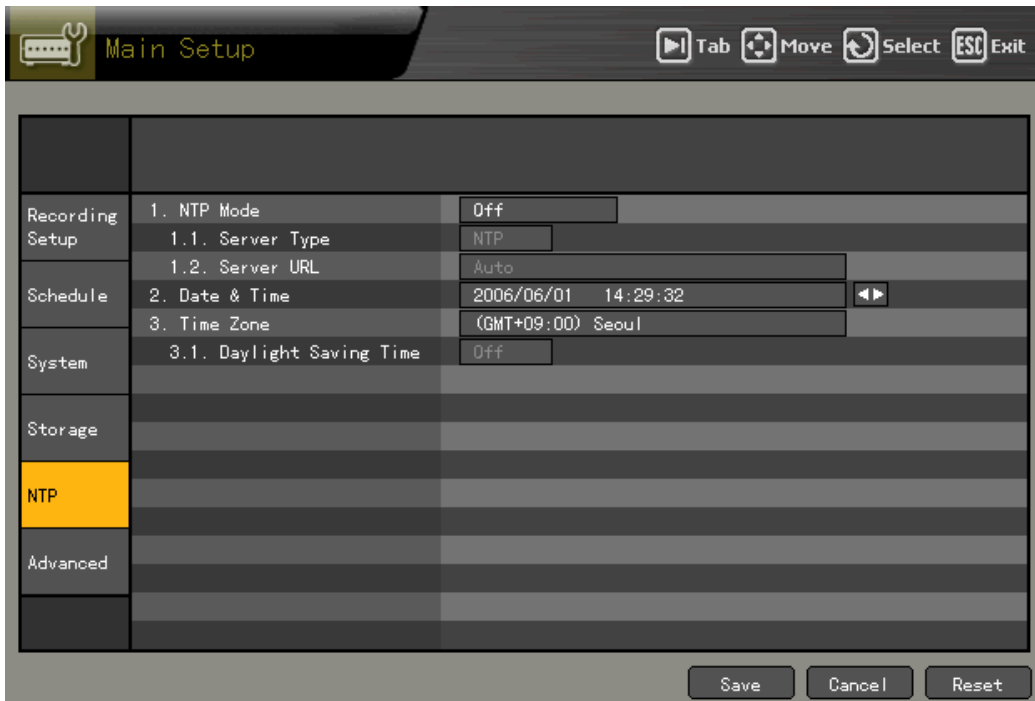 Main Setup
Tab Move Select ESC Exit
Recording
Setup
Schedule
System
Storage
NTP
Advanced
1. NTP Mode Off
1.1. Server Type NTP
1.2. Server URL Auto
2. Date & Time 2006/06/01 14:29:32
3. Time Zone (GMT+09:00) Seoul
3.1. Daylight Saving Time Off
Save Cancel Reset